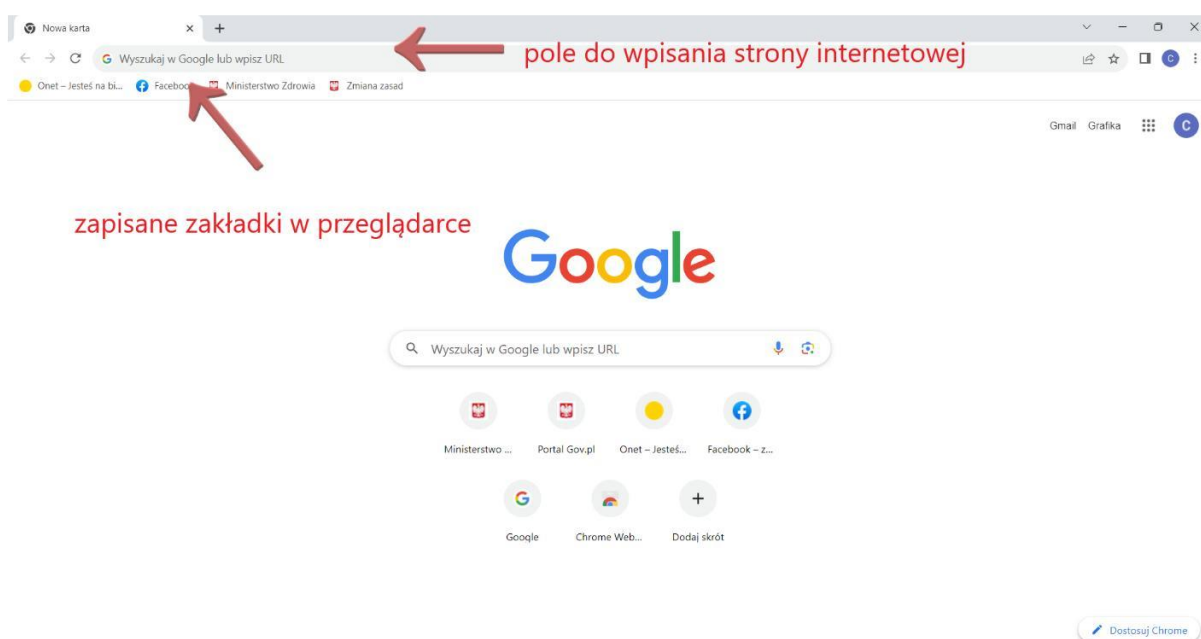 Nowa karta
Wyszukaj w Google lub wpisz URL
pole do wpisania strony internetowej
Onet – Jesteś na bi... Facebook Ministerstwo Zdrowia Zmiana zasad
Gmail Grafika C
zapisane zakładki w przeglądarce
Google
Wyszukaj w Google lub wpisz URL
Ministerstwo ... Portal Gov.pl Onet – Jesteś... Facebook – z...
Google Chrome Web... Dodaj skrót
Dostosuj Chrome